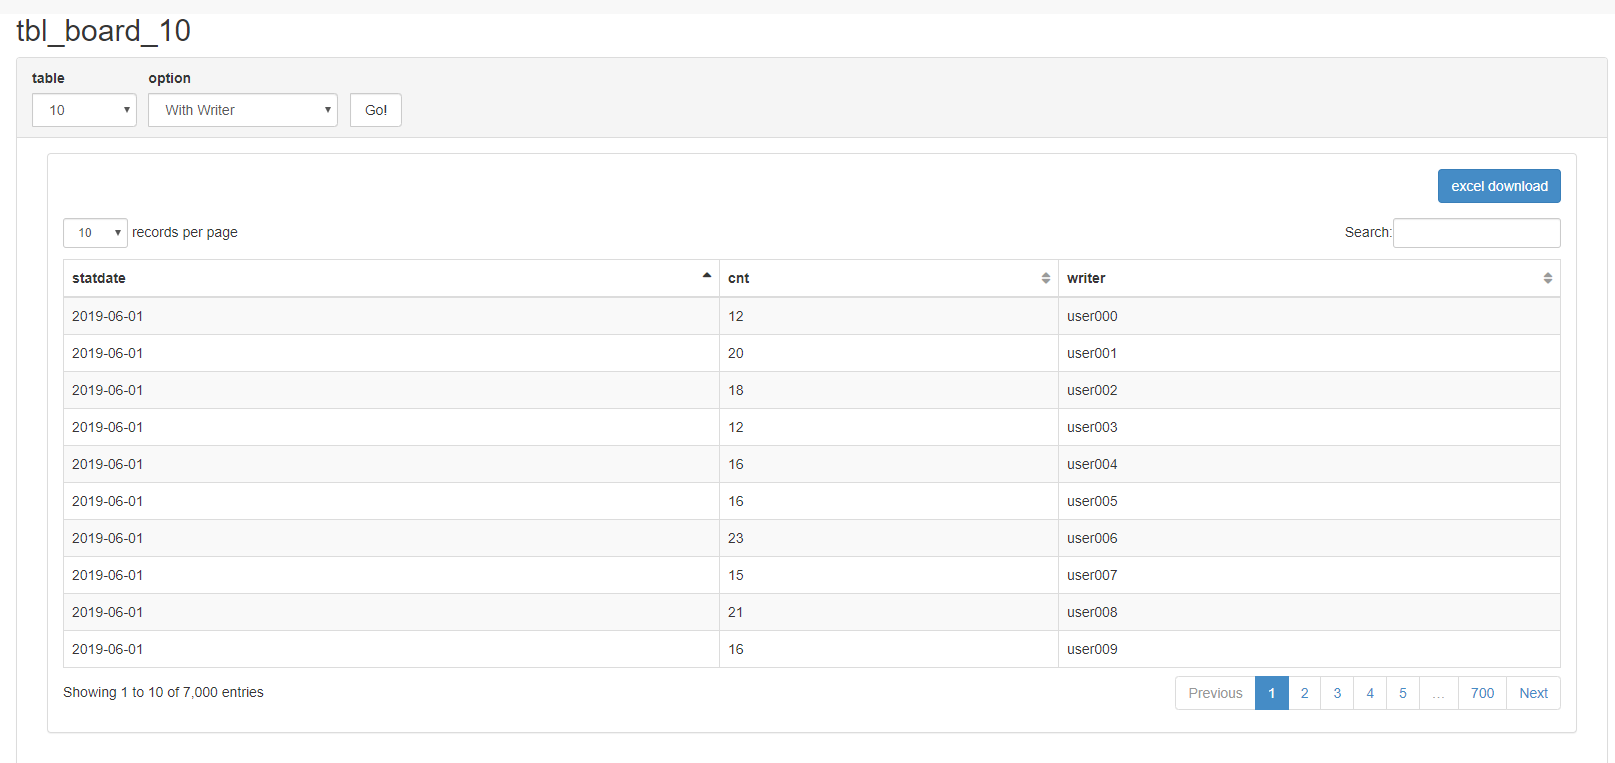 tbl_board_10
table option
10 With Writer Go!
excel download
10 records per page Search:
statdate cnt writer
2019-06-01 12 user000
2019-06-01 20 user001
2019-06-01 18 user002
2019-06-01 12 user003
2019-06-01 16 user004
2019-06-01 16 user005
2019-06-01 23 user006
2019-06-01 15 user007
2019-06-01 21 user008
2019-06-01 16 user009
Showing 1 to 10 of 7,000 entries Previous 1 2 3 4 5 … 700 Next